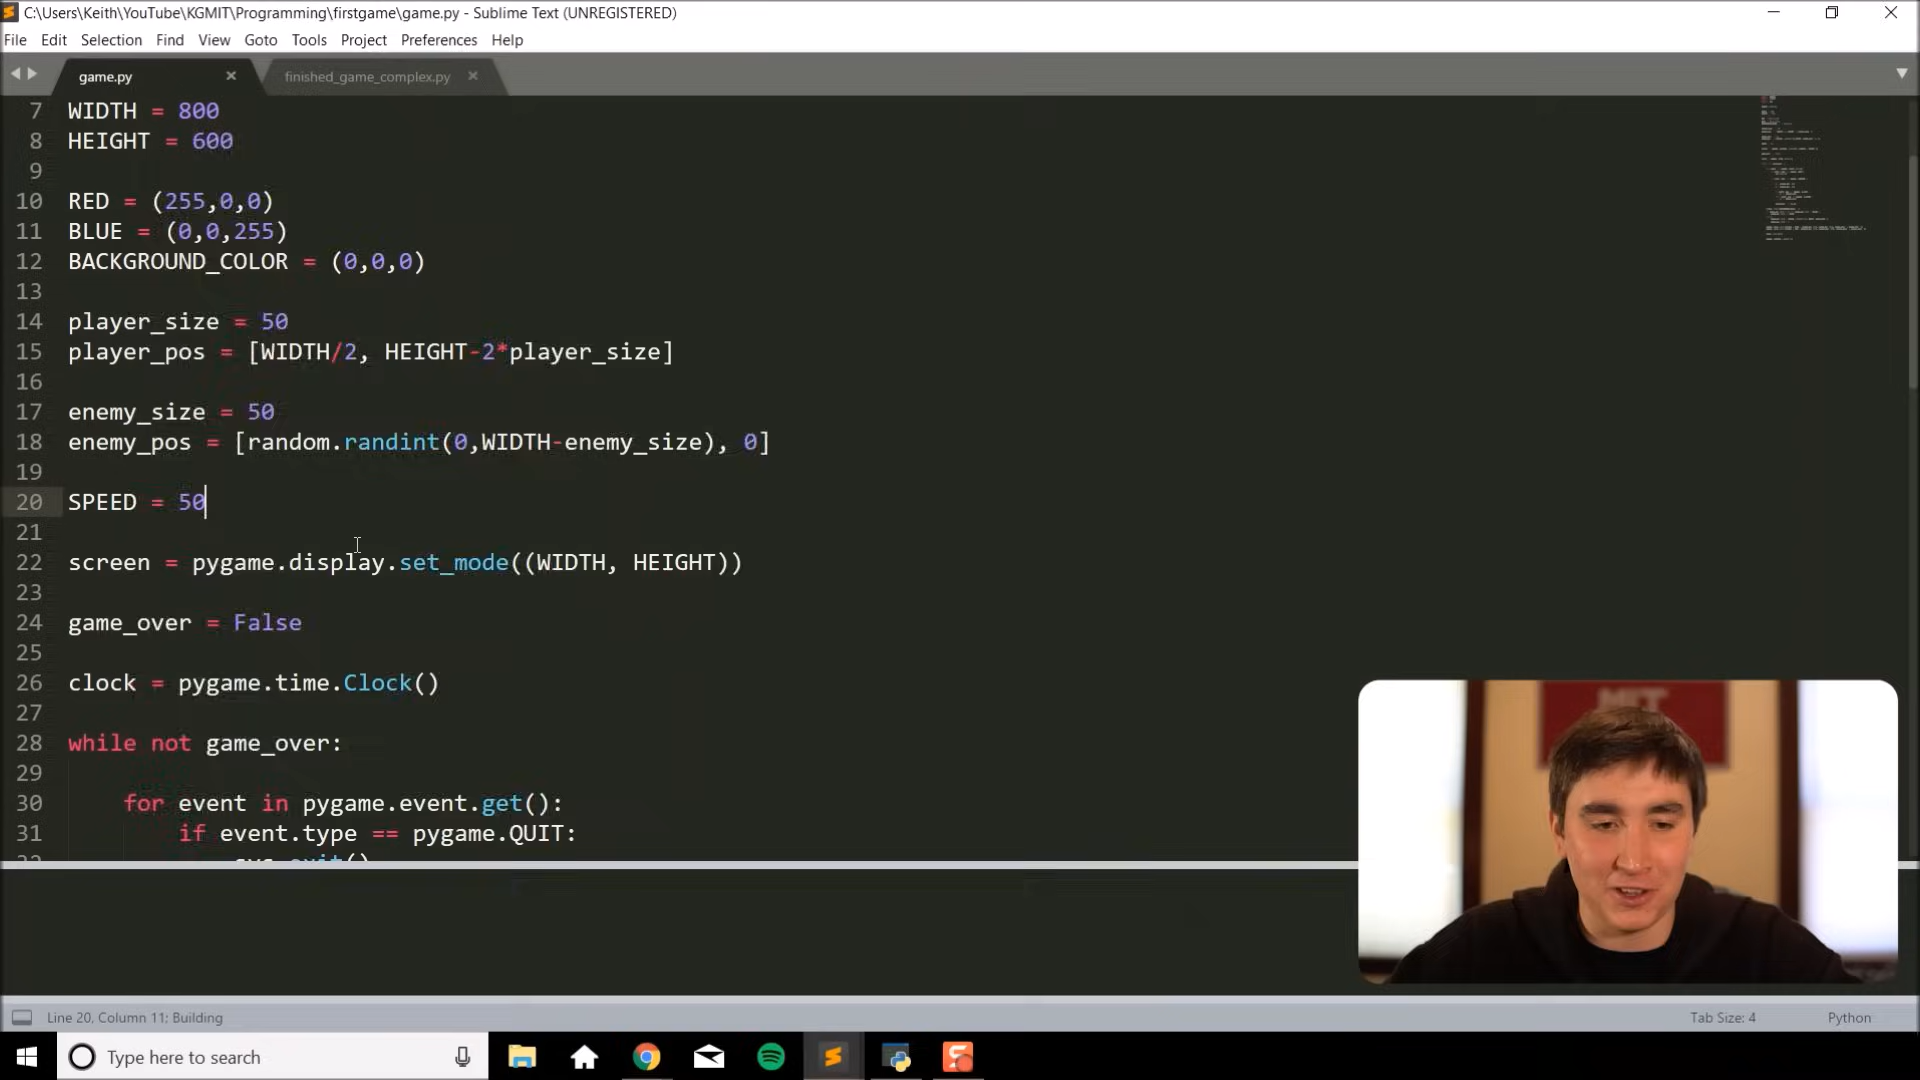 C:\Users\Keith\YouTube\KGMIT\Programming\firstgame\game.py - Sublime Text (UNREGISTERED)
File Edit Selection Find View Goto Tools Project Preferences Help
game.py finished_game_complex.py
7 WIDTH = 800
8 HEIGHT = 600
9
10 RED = (255,0,0)
11 BLUE = (0,0,255)
12 BACKGROUND_COLOR = (0,0,0)
13
14 player_size = 50
15 player_pos = [WIDTH/2, HEIGHT-2*player_size]
16
17 enemy_size = 50
18 enemy_pos = [random.randint(0,WIDTH-enemy_size), 0]
19
20 SPEED = 50
21
22 screen = pygame.display.set_mode((WIDTH, HEIGHT))
23
24 game_over = False
25
26 clock = pygame.time.Clock()
27
28 while not game_over:
29
30 for event in pygame.event.get():
31 if event.type == pygame.QUIT:
32 sys.exit()
MIT
Line 20, Column 11; Building Tab Size: 4 Python
Type here to search